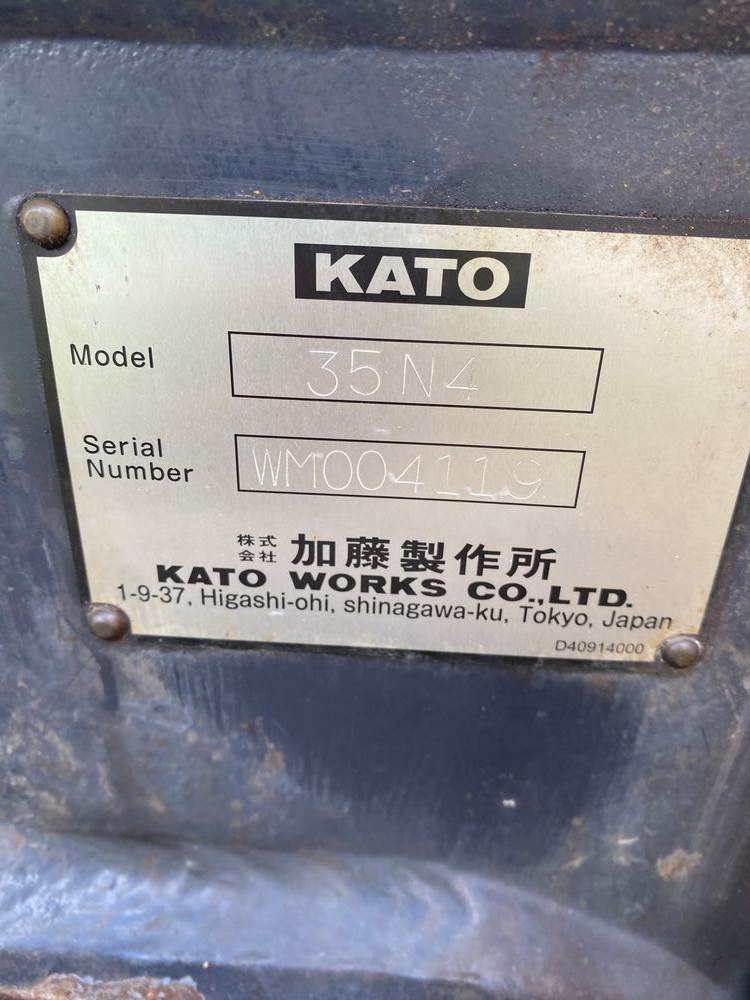 KATO
Model 35N4
Serial
Number WM004119
株式
会社 加藤製作所
KATO WORKS CO.,LTD.
1-9-37, Higashi-ohi, shinagawa-ku, Tokyo, Japan
D40914000